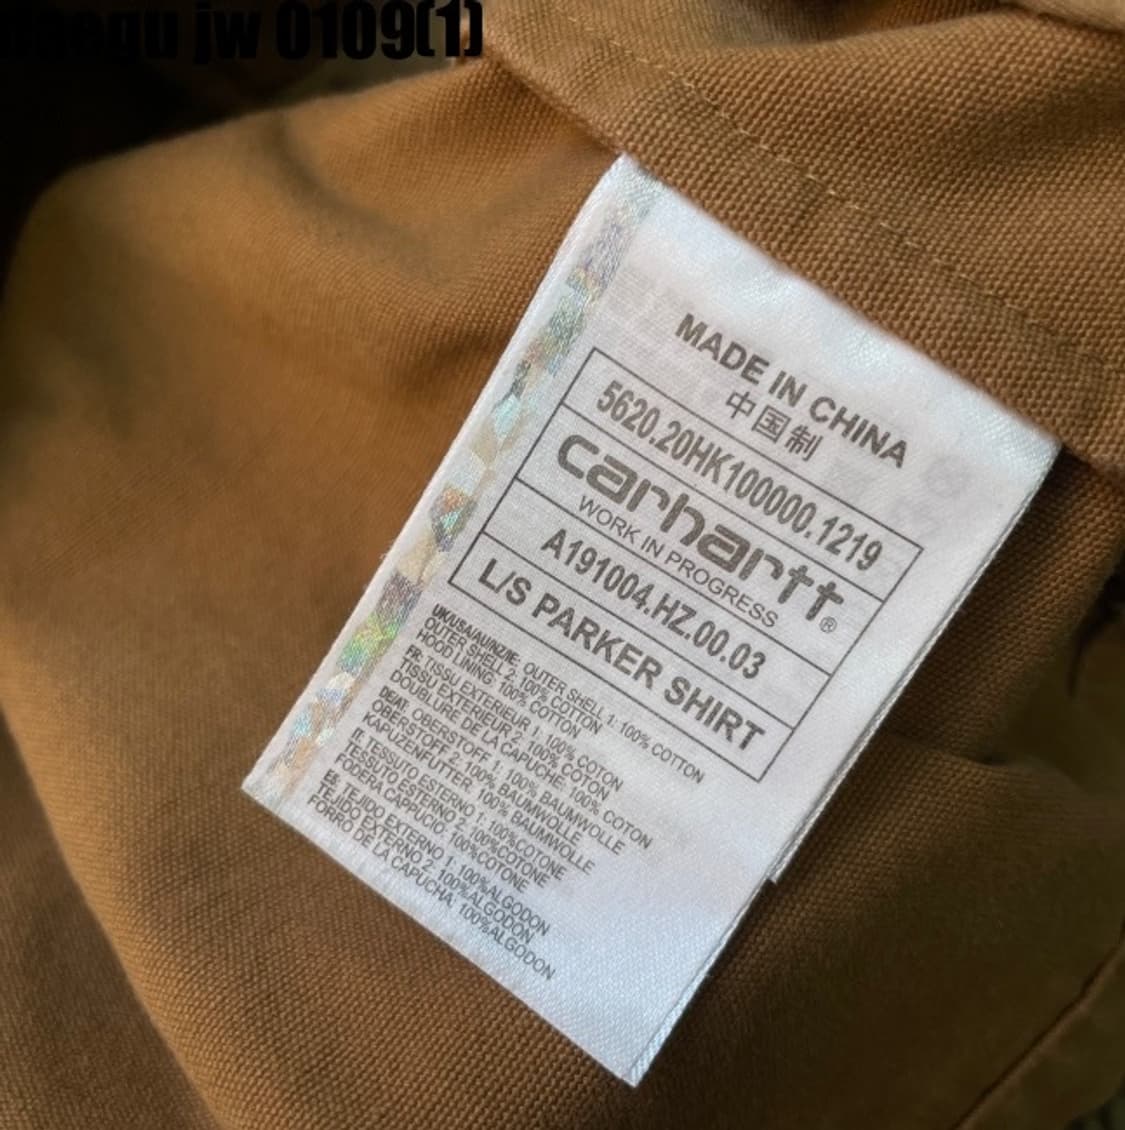 daegu jw 0109(1)
MADE IN CHINA
中国制
5620.20HK100000.1219
carhartt®
WORK IN PROGRESS
A191004.HZ.00.03
L/S PARKER SHIRT
UK/USA/AU/NZ/IE: OUTER SHELL 1: 100% COTTON
OUTER SHELL 2: 100% COTTON
HOOD LINING: 100% COTTON
FR: TISSU EXTERIEUR 1: 100% COTON
TISSU EXTERIEUR 2: 100% COTON
DOUBLURE DE LA CAPUCHE: 100% COTON
DE/AT: OBERSTOFF 1: 100% BAUMWOLLE
OBERSTOFF 2: 100% BAUMWOLLE
KAPUZENFUTTER: 100% BAUMWOLLE
IT: TESSUTO ESTERNO 1: 100%COTONE
TESSUTO ESTERNO 2: 100%COTONE
FODERA CAPPUCIO: 100%COTONE
ES: TEJIDO EXTERNO 1: 100%ALGODON
TEJIDO EXTERNO 2: 100%ALGODON
FORRO DE LA CAPUCHA: 100%ALGODON